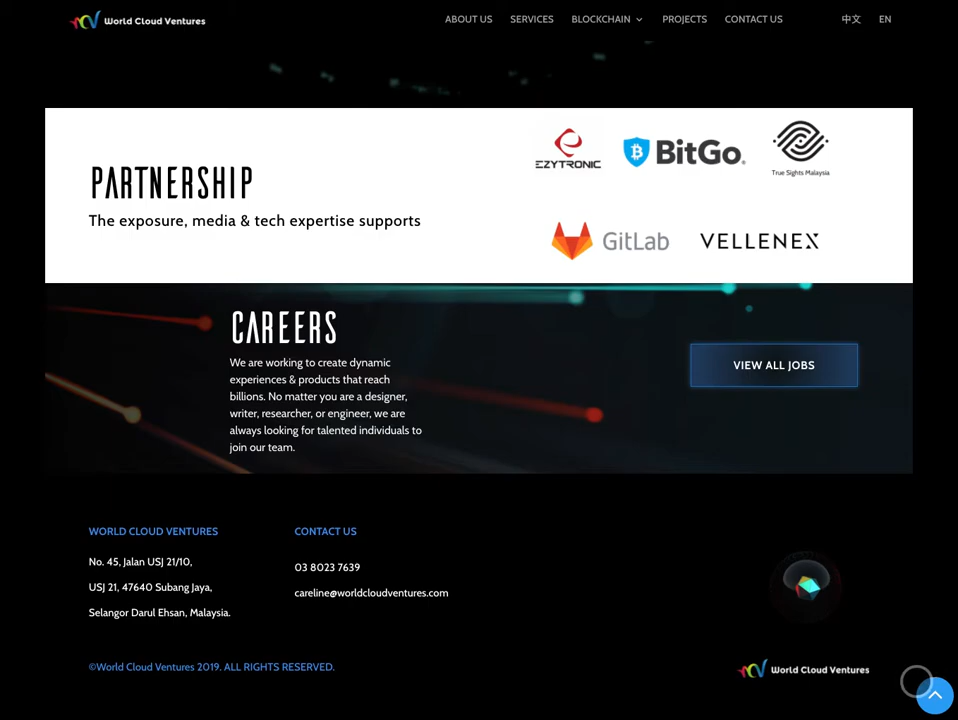 World Cloud Ventures
ABOUT US
SERVICES
BLOCKCHAIN
PROJECTS
CONTACT US
中文
EN
PARTNERSHIP
The exposure, media & tech expertise supports
EZYTRONIC
BitGo.
True Sights Malaysia
GitLab
VELLENEX
CAREERS
We are working to create dynamic
experiences & products that reach
billions. No matter you are a designer,
writer, researcher, or engineer, we are
always looking for talented individuals to
join our team.
VIEW ALL JOBS
WORLD CLOUD VENTURES
No. 45, Jalan USJ 21/10,
USJ 21, 47640 Subang Jaya,
Selangor Darul Ehsan, Malaysia.
CONTACT US
03 8023 7639
careline@worldcloudventures.com
©World Cloud Ventures 2019. ALL RIGHTS RESERVED.
World Cloud Ventures